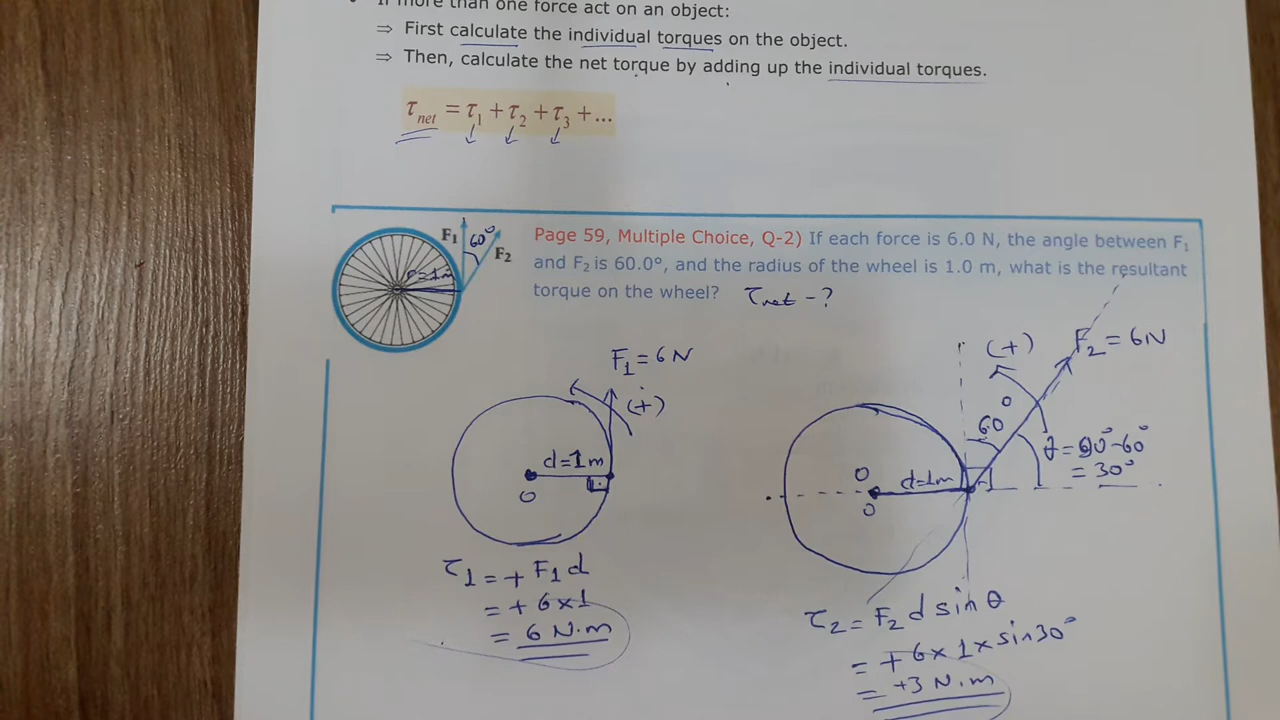 If more than one force act on an object:
⇒ First calculate the individual torques on the object.
⇒ Then, calculate the net torque by adding up the individual torques.
τnet = τ1 + τ2 + τ3 + ...
F1 60° F2
r=1m
Page 59, Multiple Choice, Q-2) If each force is 6.0 N, the angle between F1
and F2 is 60.0°, and the radius of the wheel is 1.0 m, what is the resultant
torque on the wheel? τnet - ?
F1 = 6N
(+)
d=1m
O
τ1 = + F1 d
= + 6×1
= 6 N.m
(+)
F2 = 6N
60°
θ = 90°-60°
= 30°
O
d=1m
O
τ2 = F2 d sin θ
= + 6×1×sin30°
= +3 N.m